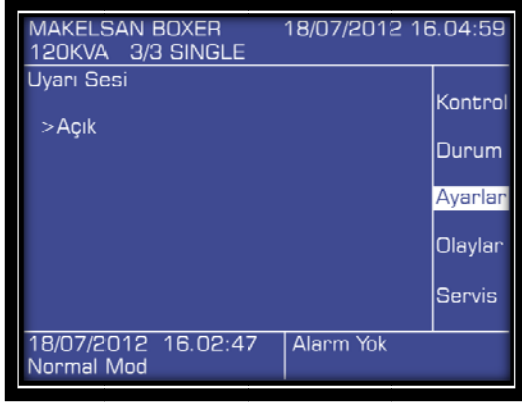 MAKELSAN BOXER 18/07/2012 16.04:59
120KVA 3/3 SINGLE
Uyarı Sesi
>Açık
Kontrol
Durum
Ayarlar
Olaylar
Servis
18/07/2012 16.02:47 Alarm Yok
Normal Mod